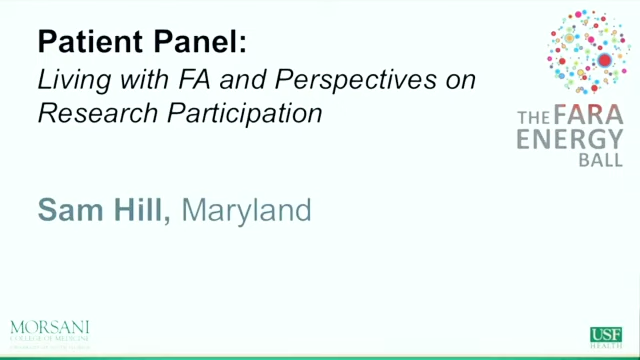 Patient Panel:
Living with FA and Perspectives on
Research Participation
THE FARA
ENERGY
BALL
Sam Hill, Maryland
MORSANI
COLLEGE OF MEDICINE
USF
HEALTH